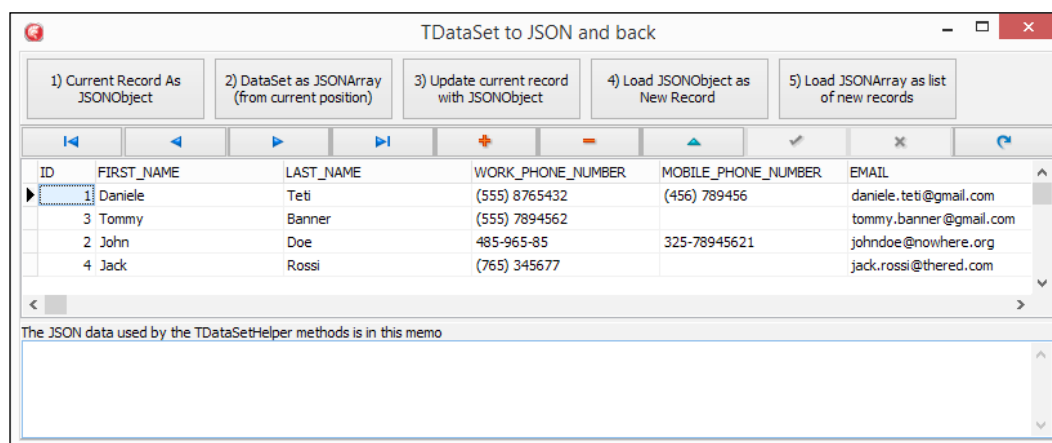 TDataSet to JSON and back
1) Current Record As
JSONObject
2) DataSet as JSONArray
(from current position)
3) Update current record
with JSONObject
4) Load JSONObject as
New Record
5) Load JSONArray as list
of new records
ID FIRST_NAME LAST_NAME WORK_PHONE_NUMBER MOBILE_PHONE_NUMBER EMAIL
1 Daniele Teti (555) 8765432 (456) 789456 daniele.teti@gmail.com
3 Tommy Banner (555) 7894562 tommy.banner@gmail.com
2 John Doe 485-965-85 325-78945621 johndoe@nowhere.org
4 Jack Rossi (765) 345677 jack.rossi@thered.com
The JSON data used by the TDataSetHelper methods is in this memo